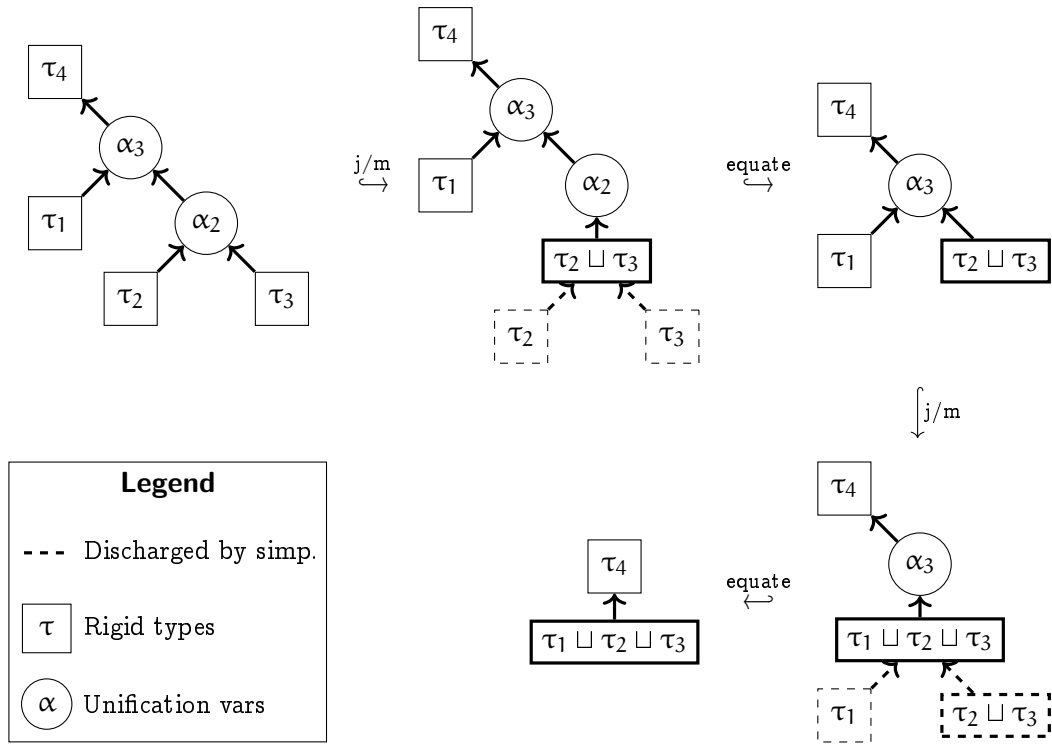 τ₄
α₃
τ₁
α₂
τ₂
τ₃
j/m
↪
τ₄
α₃
τ₁
α₂
τ₂ ⊔ τ₃
τ₂
τ₃
equate
↪
τ₄
α₃
τ₁
τ₂ ⊔ τ₃
j/m
τ₄
α₃
τ₁ ⊔ τ₂ ⊔ τ₃
τ₁
τ₂ ⊔ τ₃
equate
↩
τ₄
τ₁ ⊔ τ₂ ⊔ τ₃
Legend
Discharged by simp.
τ Rigid types
α Unification vars